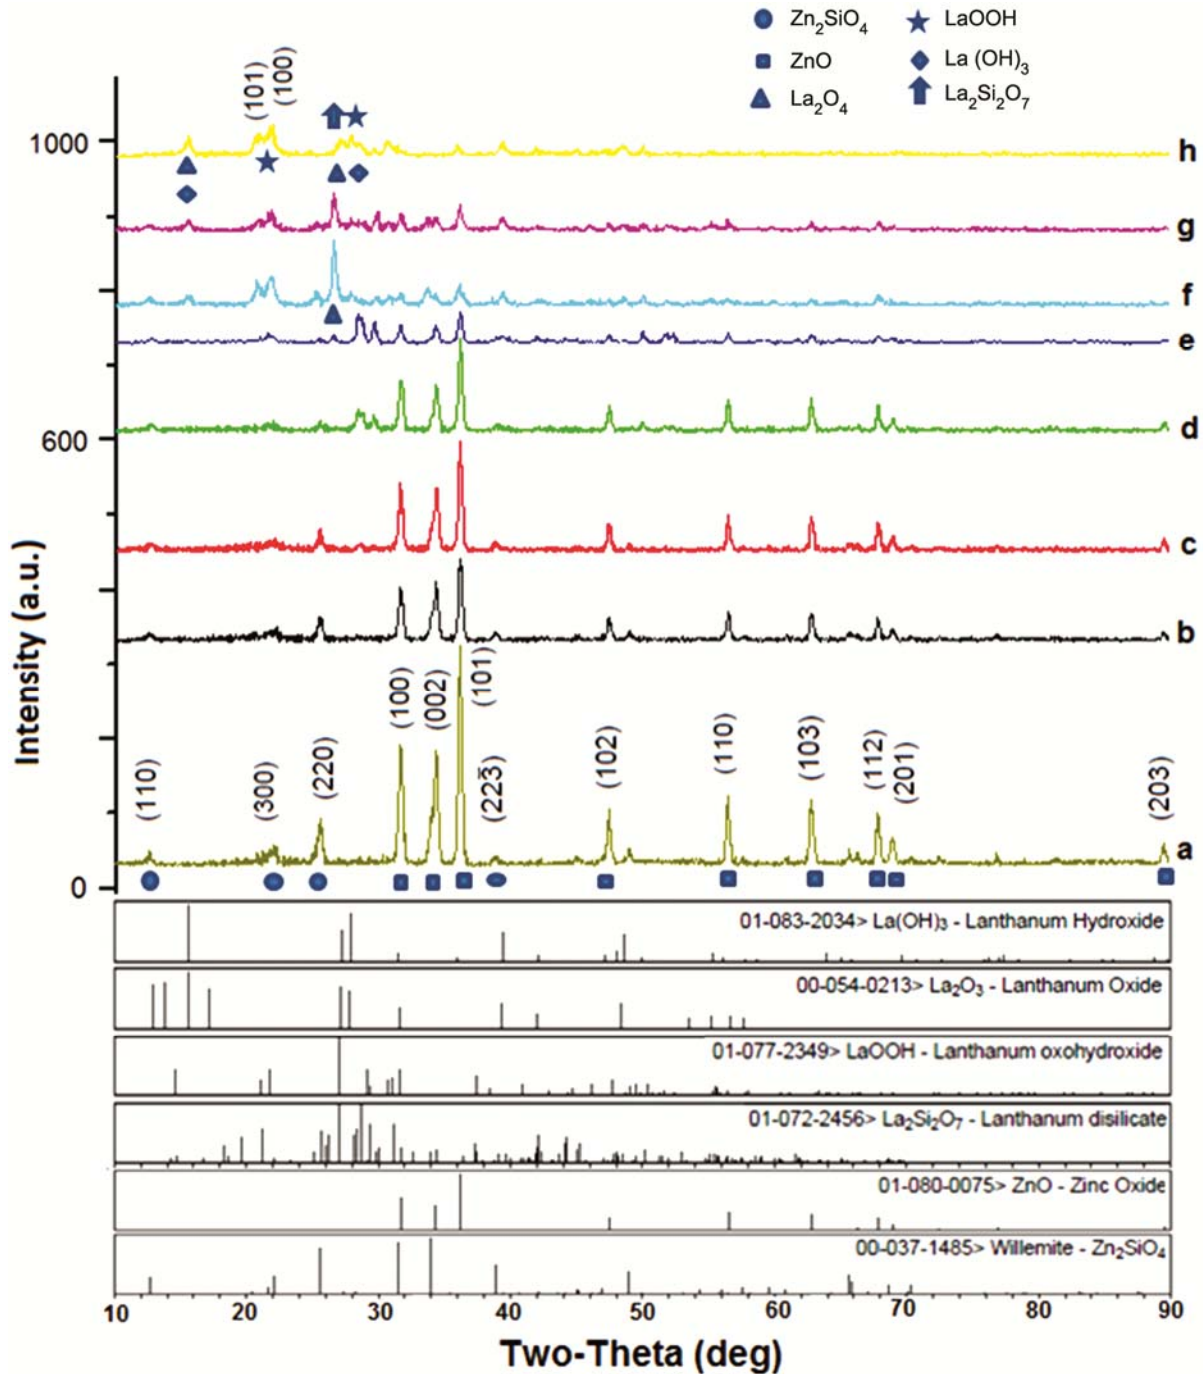 Zn2SiO4 LaOOH
ZnO La (OH)3
La2O4 La2Si2O7
(101) (100)
1000
h
g
f
e
d
600
c
b
Intensity (a.u.)
(110) (300) (220) (100) (002) (101) (22̅3) (102) (110) (103) (112) (201) (203)
a
0
01-083-2034> La(OH)3 - Lanthanum Hydroxide
00-054-0213> La2O3 - Lanthanum Oxide
01-077-2349> LaOOH - Lanthanum oxohydroxide
01-072-2456> La2Si2O7 - Lanthanum disilicate
01-080-0075> ZnO - Zinc Oxide
00-037-1485> Willemite - Zn2SiO4
10 20 30 40 50 60 70 80 90
Two-Theta (deg)